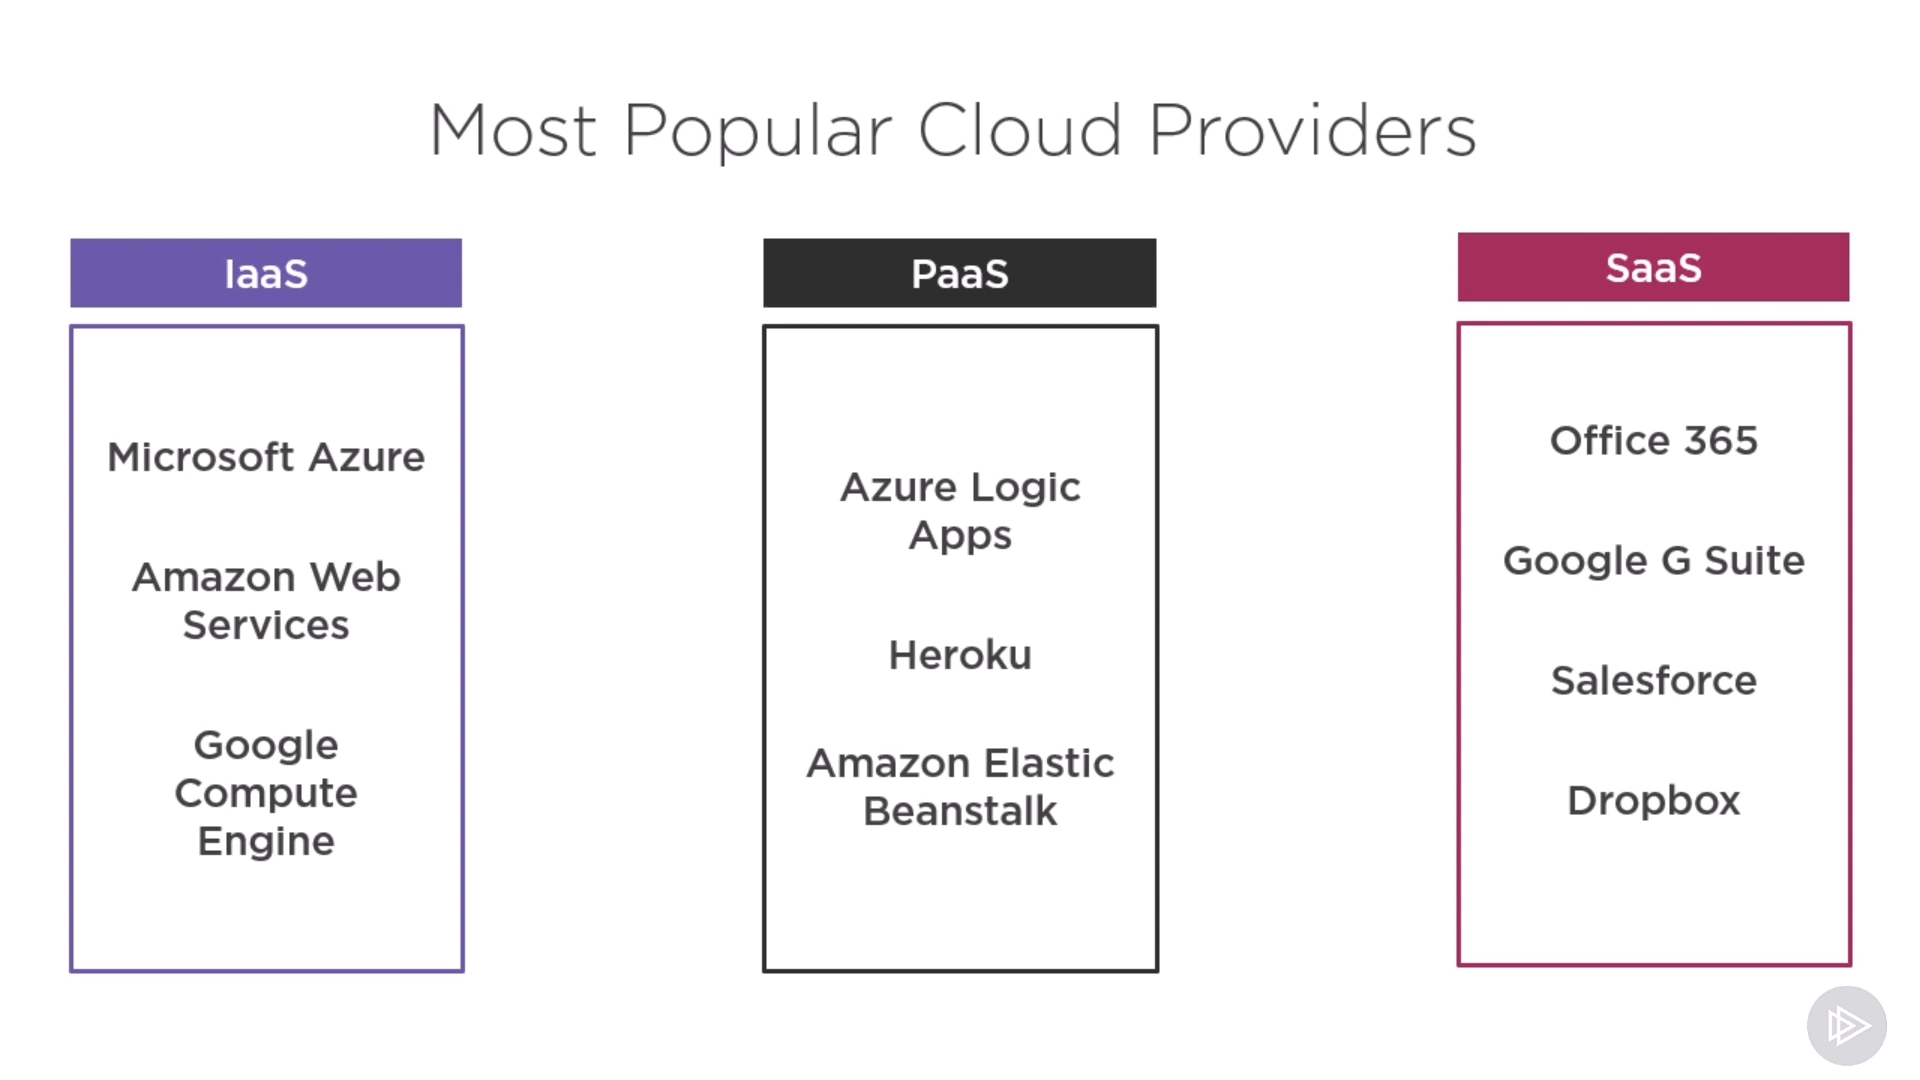 Most Popular Cloud Providers
IaaS
Microsoft Azure
Amazon Web
Services
Google
Compute
Engine
PaaS
Azure Logic
Apps
Heroku
Amazon Elastic
Beanstalk
SaaS
Office 365
Google G Suite
Salesforce
Dropbox